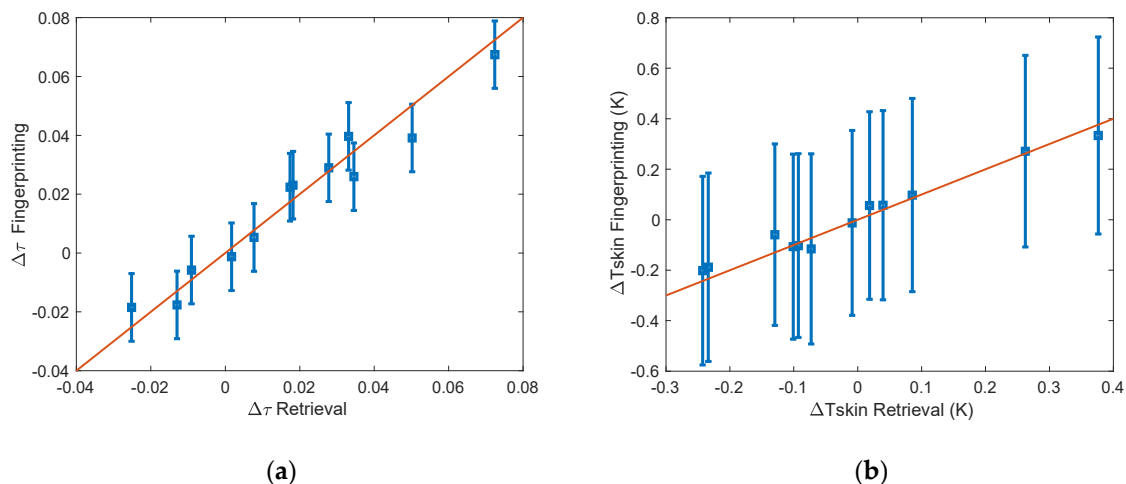 0.08
0.06
0.04
0.02
0
-0.02
-0.04
Δτ Fingerprinting
-0.04 -0.02 0 0.02 0.04 0.06 0.08
Δτ Retrieval
(a)
0.8
0.6
0.4
0.2
0
-0.2
-0.4
-0.6
ΔTskin Fingerprinting (K)
-0.3 -0.2 -0.1 0 0.1 0.2 0.3 0.4
ΔTskin Retrieval (K)
(b)